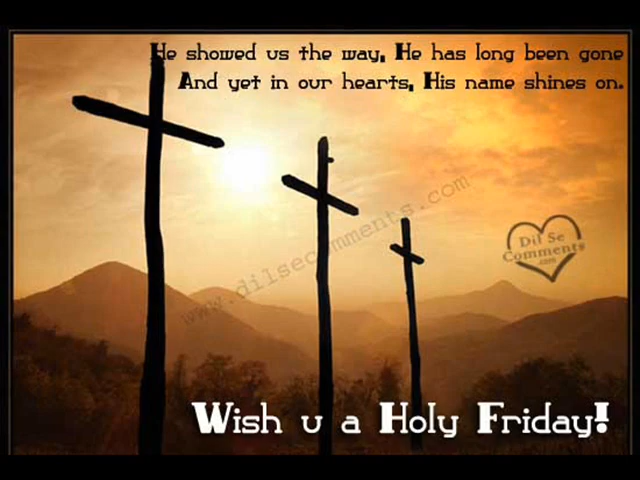 He showed us the way, He has long been gone
And yet in our hearts, His name shines on.
www.dilsecomments.com
Dil Se
Comments
.com
Wish u a Holy Friday!